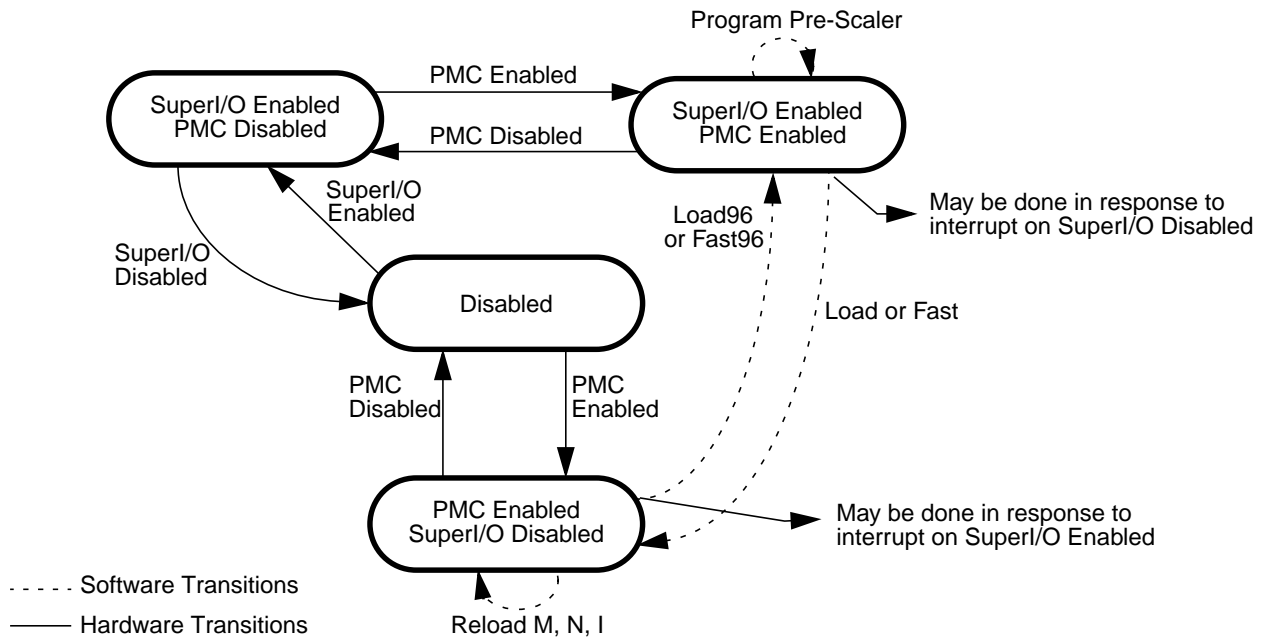 Program Pre-Scaler
PMC Enabled
SuperI/O Enabled
PMC Disabled
SuperI/O Enabled
PMC Enabled
PMC Disabled
SuperI/O
Enabled
Load96
or Fast96
May be done in response to
interrupt on SuperI/O Disabled
SuperI/O
Disabled
Disabled
Load or Fast
PMC
Disabled
PMC
Enabled
PMC Enabled
SuperI/O Disabled
May be done in response to
interrupt on SuperI/O Enabled
Software Transitions
Hardware Transitions
Reload M, N, I